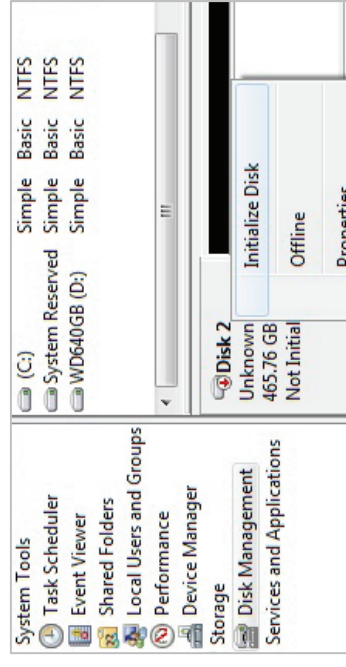 System Tools
Task Scheduler
Event Viewer
Shared Folders
Local Users and Groups
Performance
Device Manager
Storage
Disk Management
Services and Applications
(C:) Simple Basic NTFS
System Reserved Simple Basic NTFS
WD640GB (D:) Simple Basic NTFS
Disk 2
Unknown
465.76 GB
Not Initial
Initialize Disk
Offline
Properties